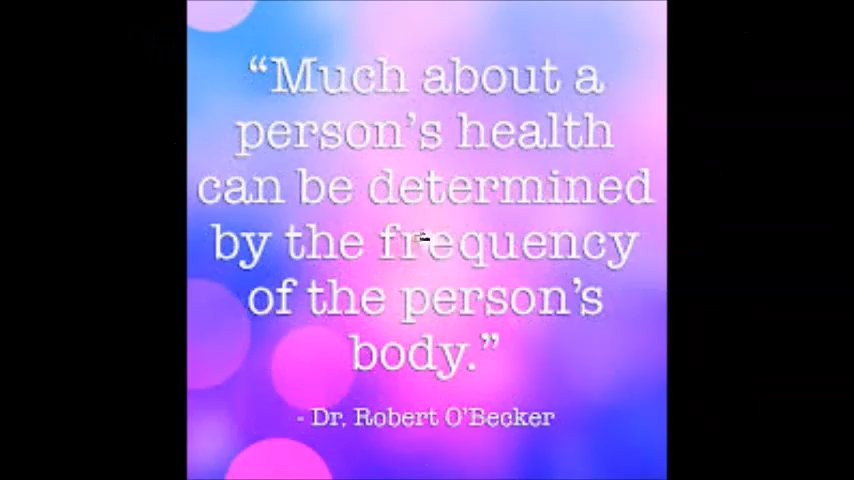 “Much about a
person’s health
can be determined
by the frequency
of the person’s
body.”
- Dr. Robert O’Becker